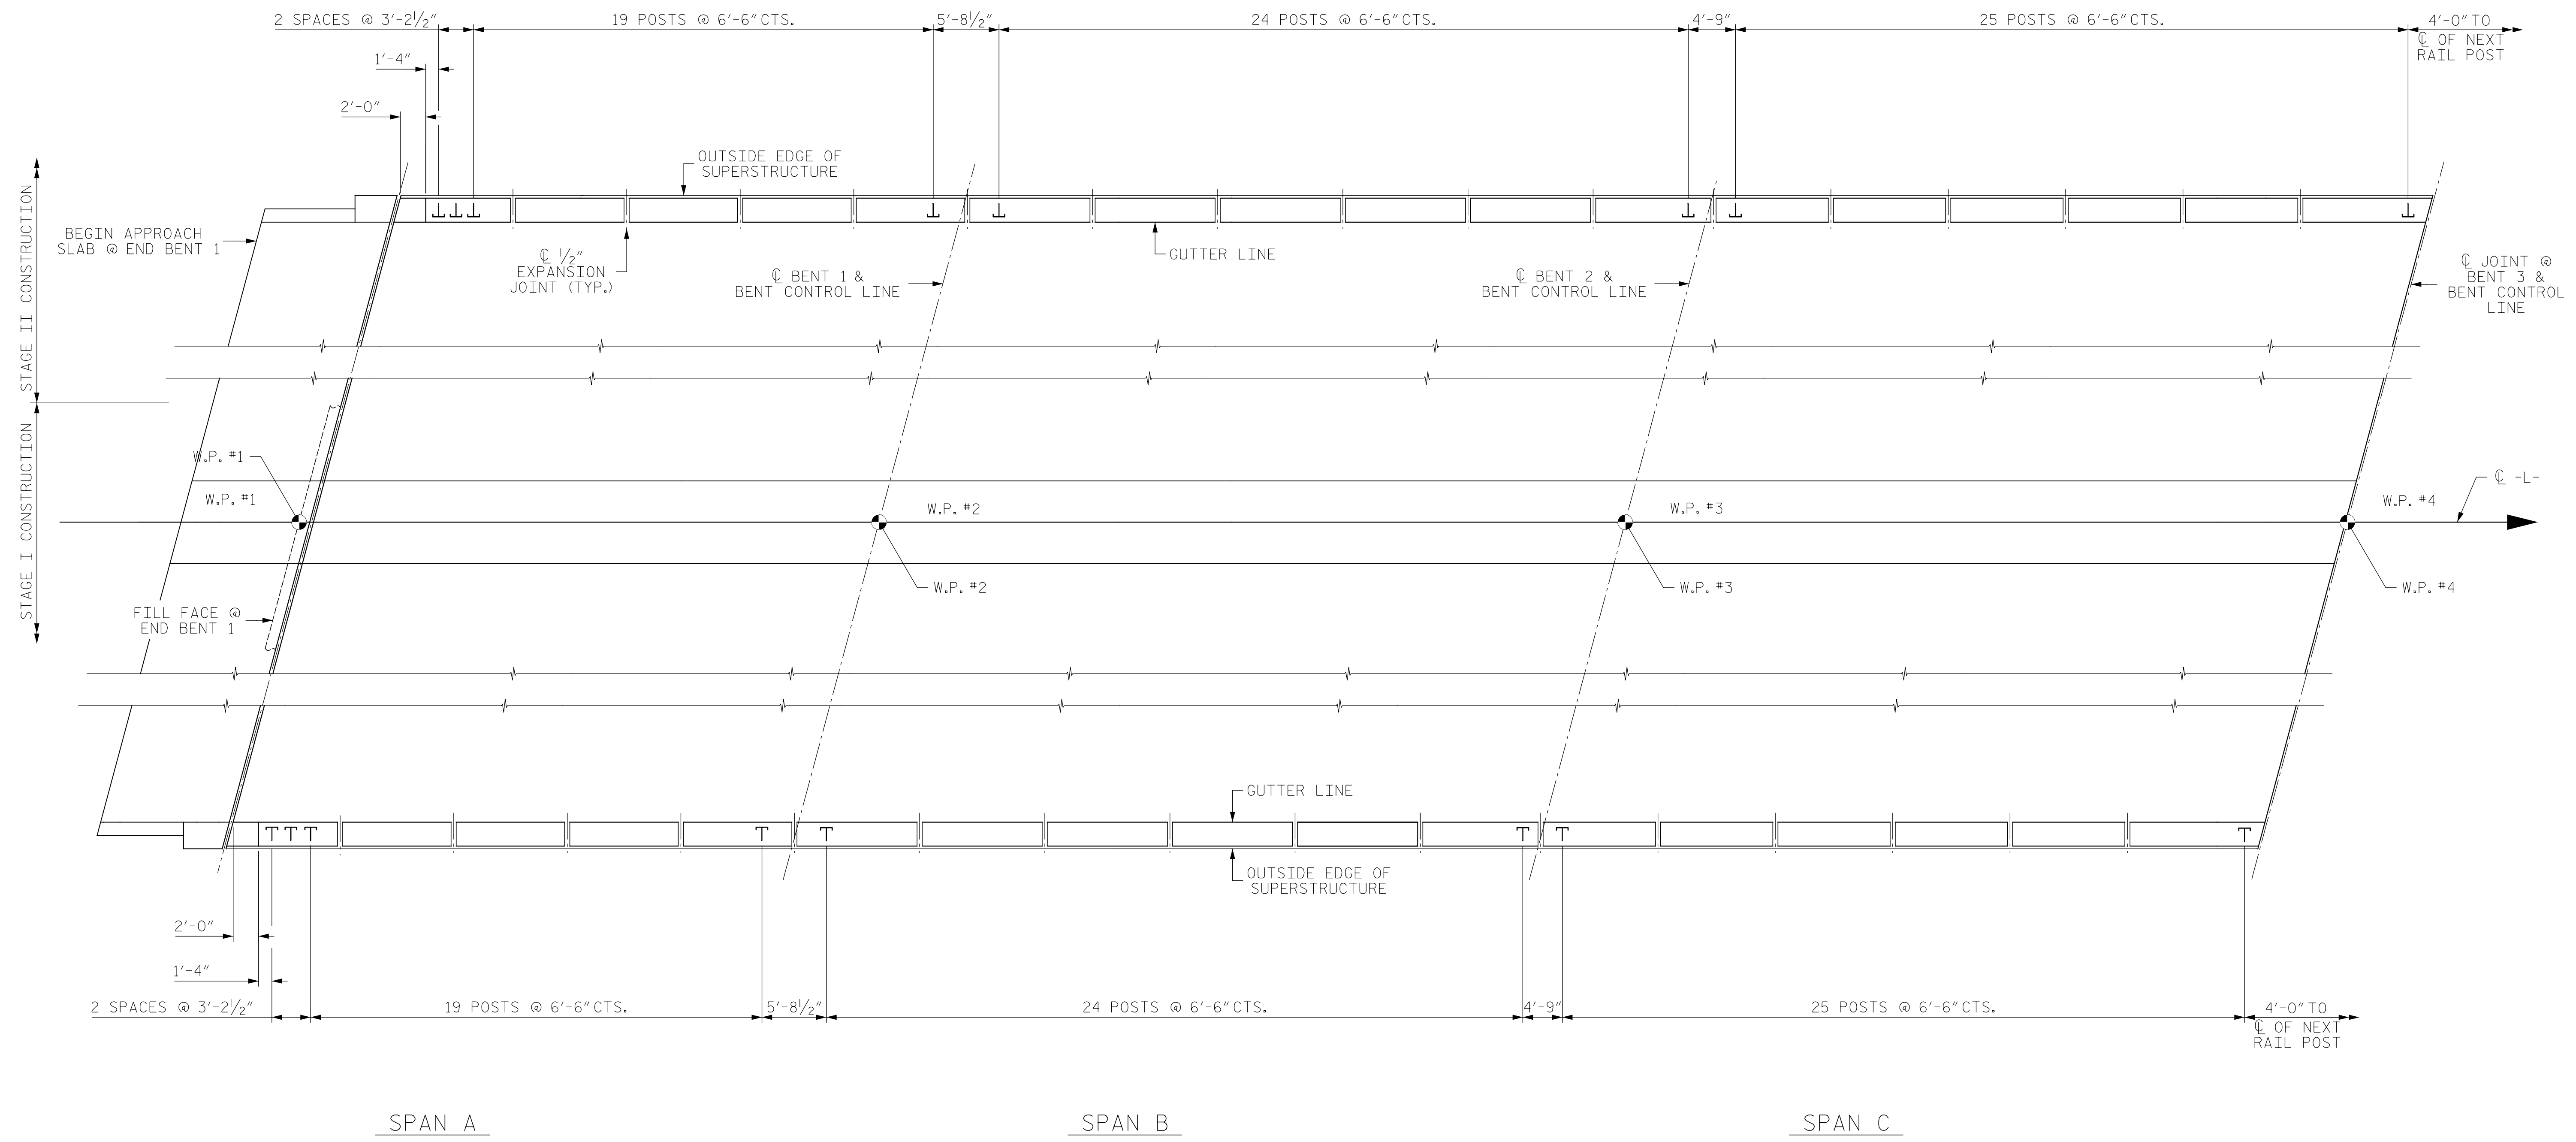 2 SPACES @ 3'-2½"
19 POSTS @ 6'-6" CTS.
5'-8½"
24 POSTS @ 6'-6" CTS.
4'-9"
25 POSTS @ 6'-6" CTS.
4'-0" TO
℄ OF NEXT
RAIL POST
1'-4"
2'-0"
OUTSIDE EDGE OF
SUPERSTRUCTURE
STAGE II CONSTRUCTION
BEGIN APPROACH
SLAB @ END BENT 1
℄ ½"
EXPANSION
JOINT (TYP.)
GUTTER LINE
℄ BENT 1 &
BENT CONTROL LINE
℄ BENT 2 &
BENT CONTROL LINE
℄ JOINT @
BENT 3 &
BENT CONTROL
LINE
STAGE I CONSTRUCTION
W.P. #1
W.P. #1
W.P. #2
W.P. #3
W.P. #4
℄ -L-
W.P. #2
W.P. #3
W.P. #4
FILL FACE @
END BENT 1
GUTTER LINE
OUTSIDE EDGE OF
SUPERSTRUCTURE
2'-0"
1'-4"
2 SPACES @ 3'-2½"
19 POSTS @ 6'-6" CTS.
5'-8½"
24 POSTS @ 6'-6" CTS.
4'-9"
25 POSTS @ 6'-6" CTS.
4'-0" TO
℄ OF NEXT
RAIL POST
SPAN A
SPAN B
SPAN C